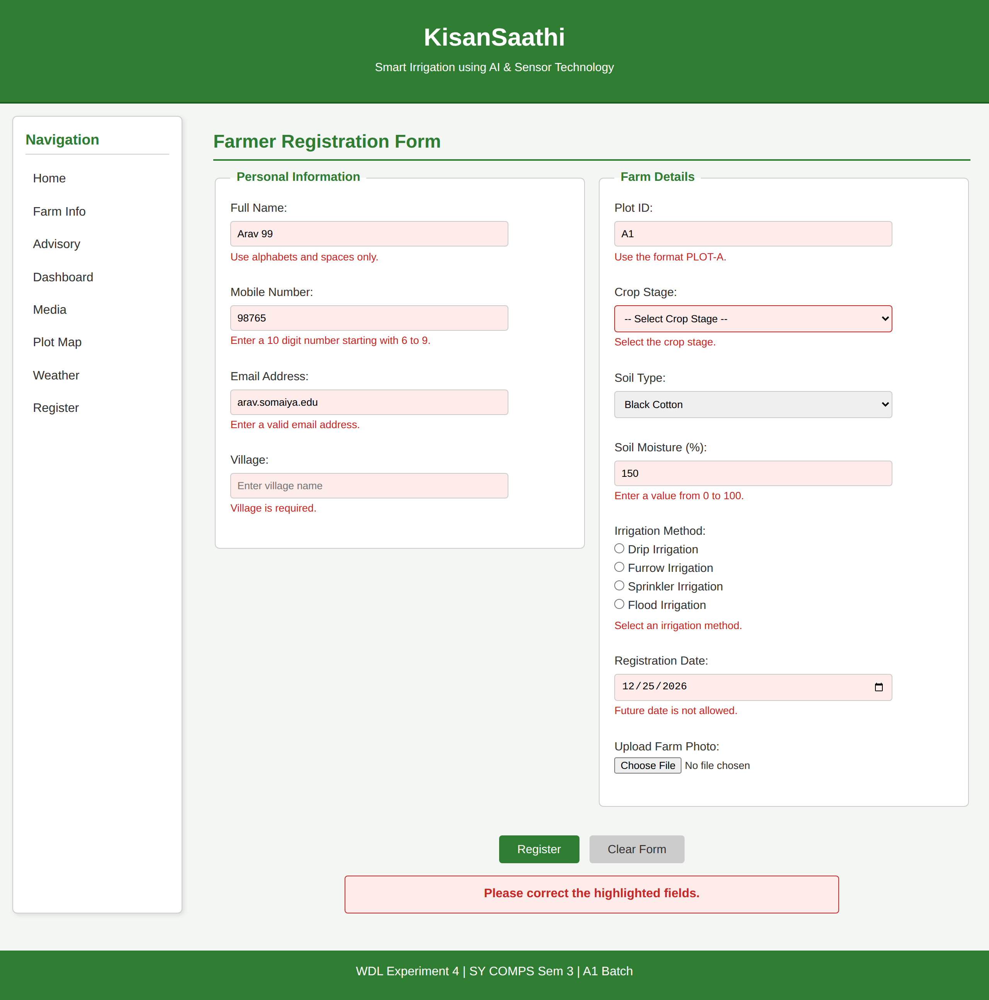 KisanSaathi
Smart Irrigation using AI & Sensor Technology
Navigation
Home
Farm Info
Advisory
Dashboard
Media
Plot Map
Weather
Register
Farmer Registration Form
Personal Information
Full Name:
Arav 99
Use alphabets and spaces only.
Mobile Number:
98765
Enter a 10 digit number starting with 6 to 9.
Email Address:
arav.somaiya.edu
Enter a valid email address.
Village:
Enter village name
Village is required.
Farm Details
Plot ID:
A1
Use the format PLOT-A.
Crop Stage:
-- Select Crop Stage --
Select the crop stage.
Soil Type:
Black Cotton
Soil Moisture (%):
150
Enter a value from 0 to 100.
Irrigation Method:
Drip Irrigation
Furrow Irrigation
Sprinkler Irrigation
Flood Irrigation
Select an irrigation method.
Registration Date:
12/25/2026
Future date is not allowed.
Upload Farm Photo:
Choose File No file chosen
Register Clear Form
Please correct the highlighted fields.
WDL Experiment 4 | SY COMPS Sem 3 | A1 Batch